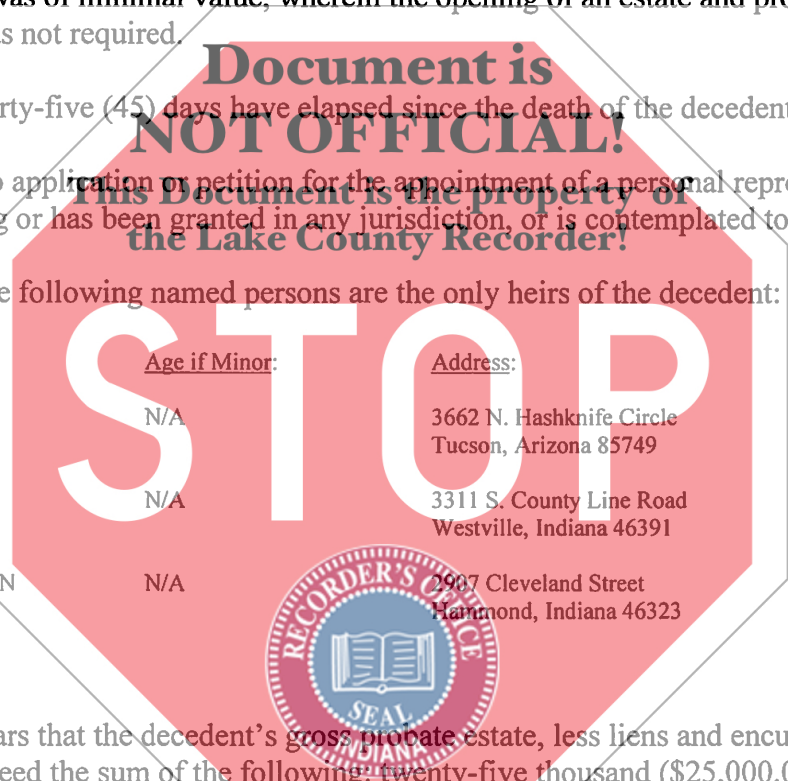 was of minimal value, wherein the opening of an estate and pro
s not required.
Document is
rty-five (45) days have elapsed since the death of the decedent
NOT OFFICIAL!
application or petition for the appointment of a personal repre
This Document is the property of
g or has been granted in any jurisdiction, or is contemplated to
the Lake County Recorder!
e following named persons are the only heirs of the decedent:
STOP
Age if Minor: Address:
N/A 3662 N. Hashknife Circle
Tucson, Arizona 85749
N/A 3311 S. County Line Road
Westville, Indiana 46391
N N/A 2907 Cleveland Street
Hammond, Indiana 46323
RECORDER'S OFFICE
SEAL
INDIANA
ars that the decedent's gross probate estate, less liens and encu
eed the sum of the following: twenty-five thousand ($25,000.0